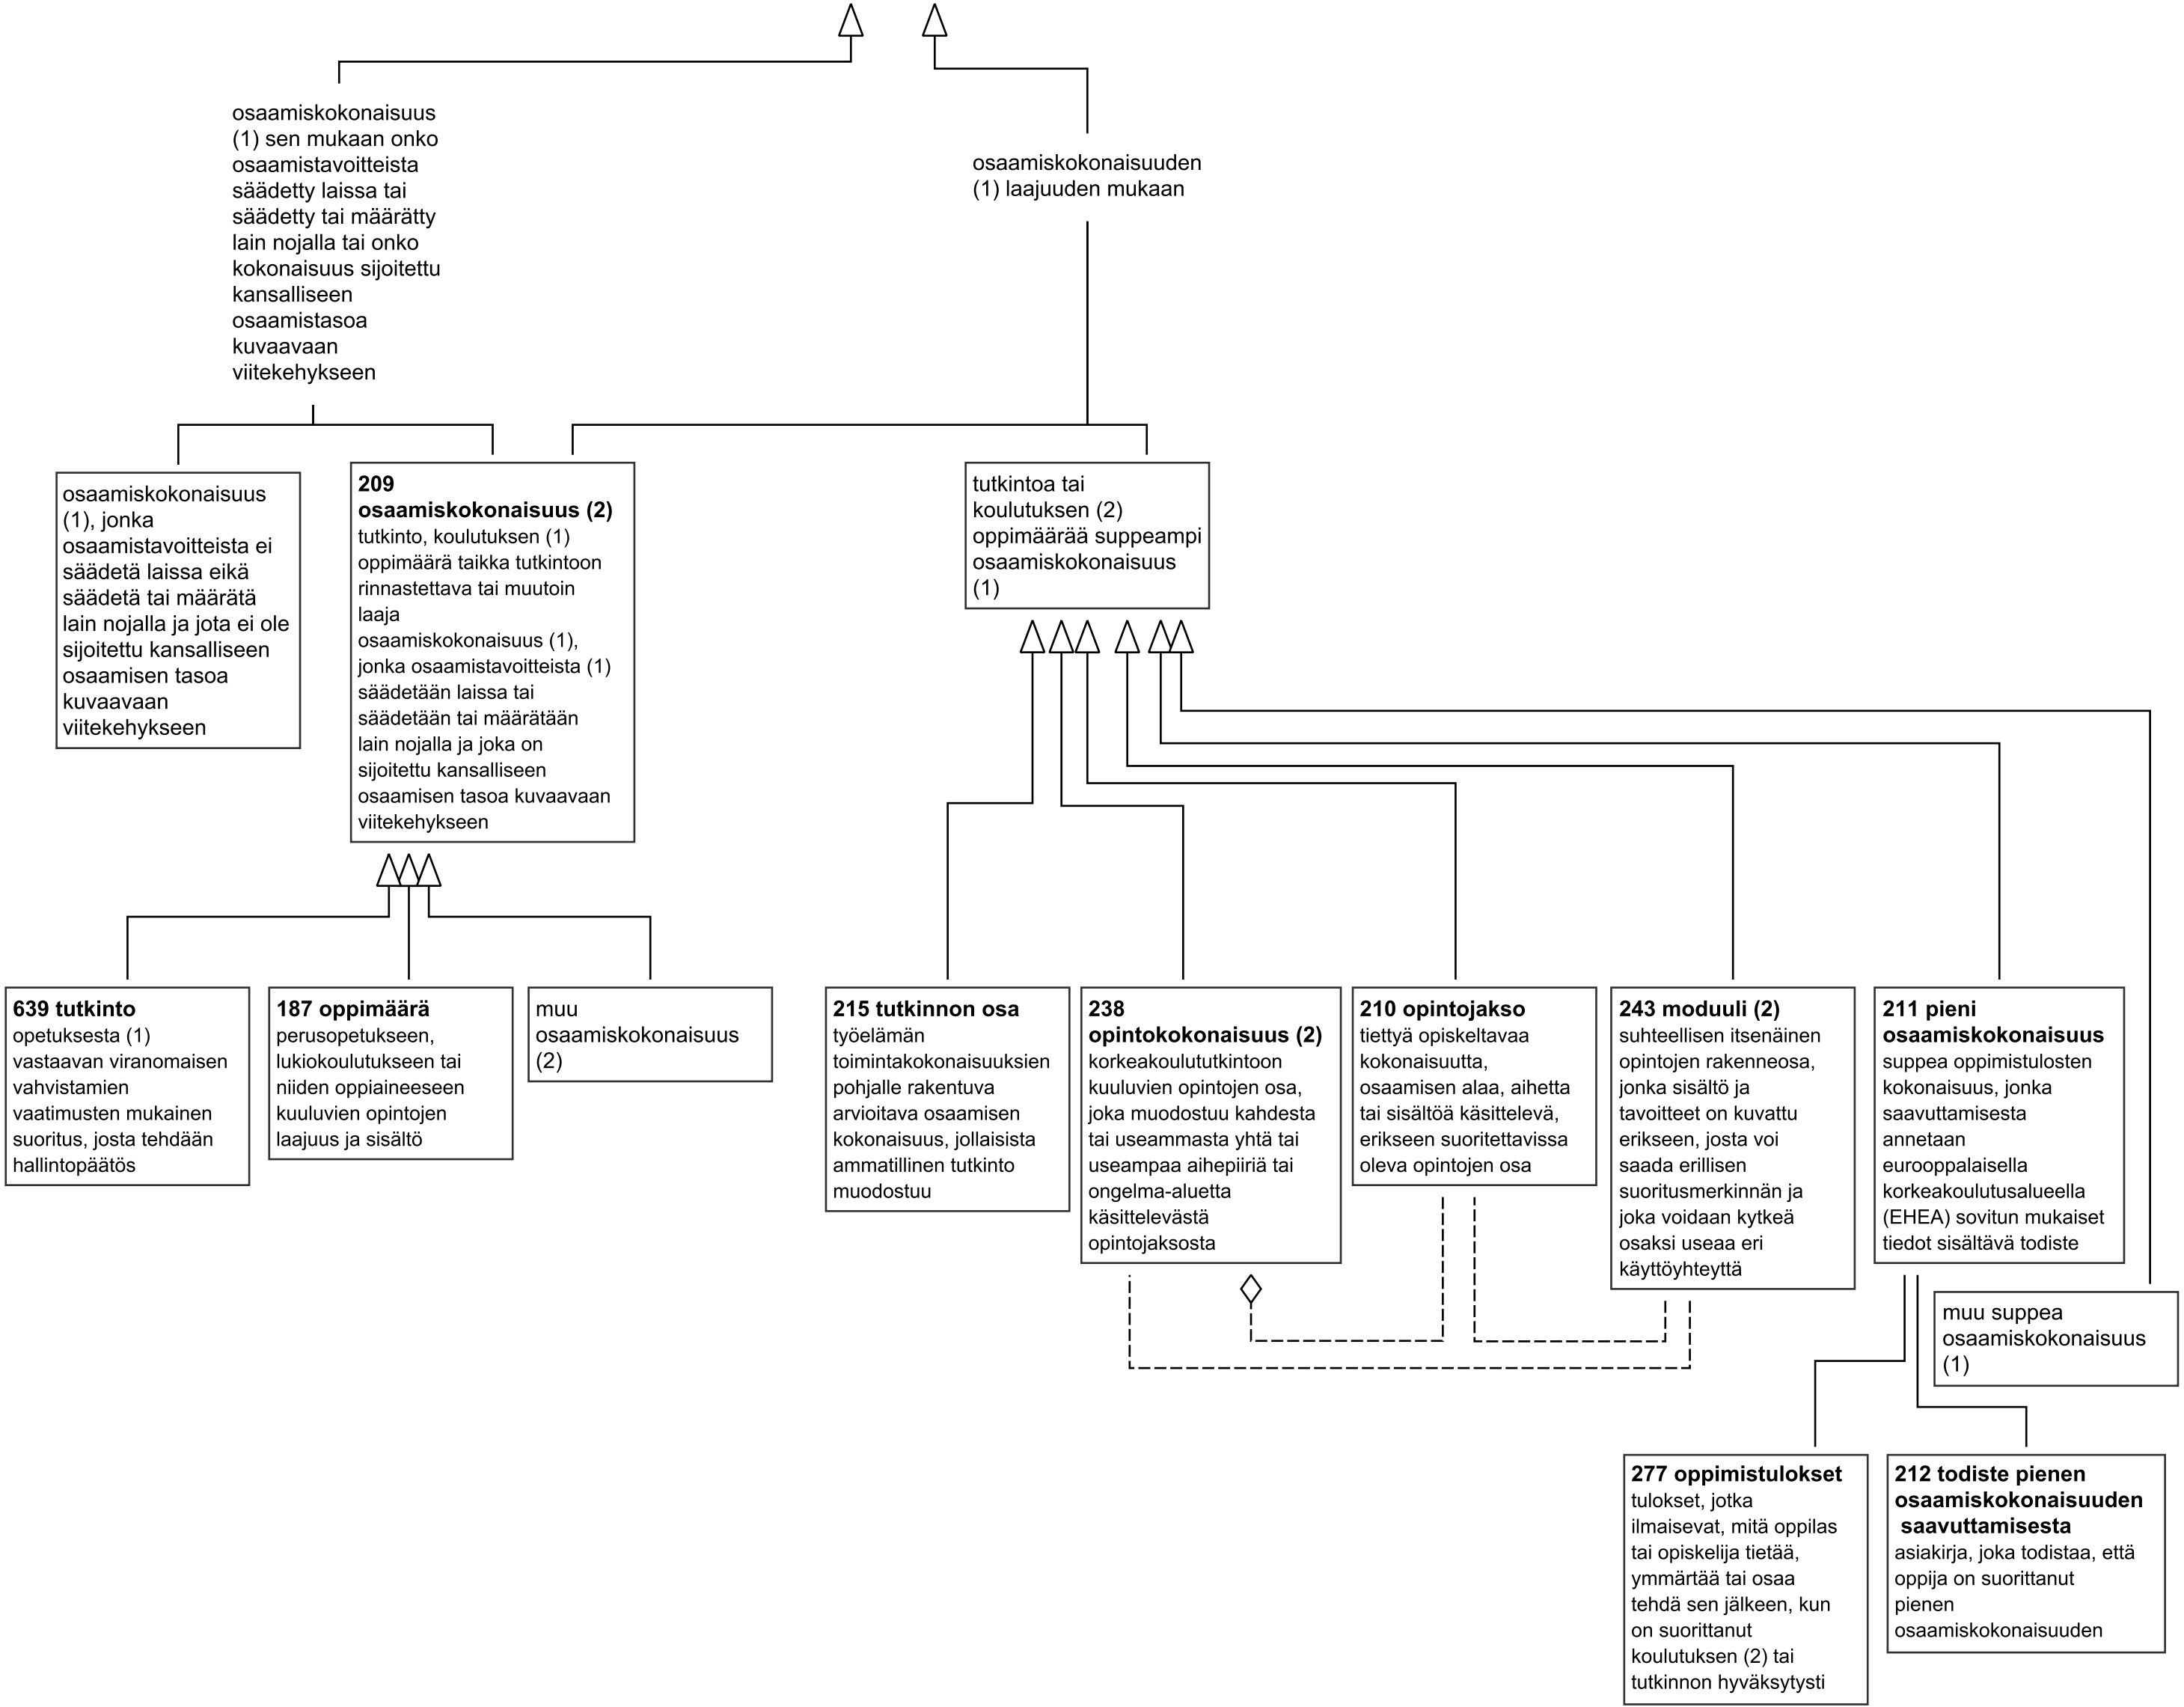 osaamiskokonaisuus
(1) sen mukaan onko
osaamistavoitteista
säädetty laissa tai
säädetty tai määrätty
lain nojalla tai onko
kokonaisuus sijoitettu
kansalliseen
osaamistasoa
kuvaavaan
viitekehykseen
osaamiskokonaisuuden
(1) laajuuden mukaan
osaamiskokonaisuus
(1), jonka
osaamistavoitteista ei
säädetä laissa eikä
säädetä tai määrätä
lain nojalla ja jota ei ole
sijoitettu kansalliseen
osaamisen tasoa
kuvaavaan
viitekehykseen
209
osaamiskokonaisuus (2)
tutkinto, koulutuksen (1)
oppimäärä taikka tutkintoon
rinnastettava tai muutoin
laaja
osaamiskokonaisuus (1),
jonka osaamistavoitteista (1)
säädetään laissa tai
säädetään tai määrätään
lain nojalla ja joka on
sijoitettu kansalliseen
osaamisen tasoa kuvaavaan
viitekehykseen
tutkintoa tai
koulutuksen (2)
oppimäärää suppeampi
osaamiskokonaisuus
(1)
639 tutkinto
opetuksesta (1)
vastaavan viranomaisen
vahvistamien
vaatimusten mukainen
suoritus, josta tehdään
hallintopäätös
187 oppimäärä
perusopetukseen,
lukiokoulutukseen tai
niiden oppiaineeseen
kuuluvien opintojen
laajuus ja sisältö
muu
osaamiskokonaisuus
(2)
215 tutkinnon osa
työelämän
toimintakokonaisuuksien
pohjalle rakentuva
arvioitava osaamisen
kokonaisuus, jollaisista
ammatillinen tutkinto
muodostuu
238
opintokokonaisuus (2)
korkeakoulututkintoon
kuuluvien opintojen osa,
joka muodostuu kahdesta
tai useammasta yhtä tai
useampaa aihepiiriä tai
ongelma-aluetta
käsittelevästä
opintojaksosta
210 opintojakso
tiettyä opiskeltavaa
kokonaisuutta,
osaamisen alaa, aihetta
tai sisältöä käsittelevä,
erikseen suoritettavissa
oleva opintojen osa
243 moduuli (2)
suhteellisen itsenäinen
opintojen rakenneosa,
jonka sisältö ja
tavoitteet on kuvattu
erikseen, josta voi
saada erillisen
suoritusmerkinnän ja
joka voidaan kytkeä
osaksi useaa eri
käyttöyhteyttä
211 pieni
osaamiskokonaisuus
suppea oppimistulosten
kokonaisuus, jonka
saavuttamisesta
annetaan
eurooppalaisella
korkeakoulutusalueella
(EHEA) sovitun mukaiset
tiedot sisältävä todiste
muu suppea
osaamiskokonaisuus
(1)
277 oppimistulokset
tulokset, jotka
ilmaisevat, mitä oppilas
tai opiskelija tietää,
ymmärtää tai osaa
tehdä sen jälkeen, kun
on suorittanut
koulutuksen (2) tai
tutkinnon hyväksytysti
212 todiste pienen
osaamiskokonaisuuden
saavuttamisesta
asiakirja, joka todistaa, että
oppija on suorittanut
pienen
osaamiskokonaisuuden